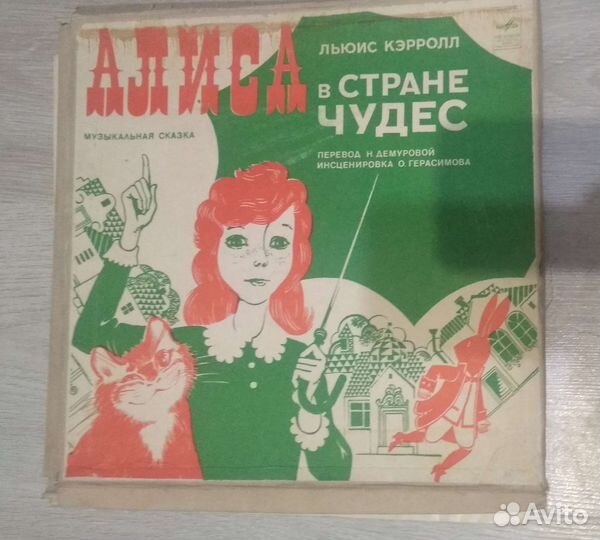 АЛИСА
ЛЬЮИС КЭРРОЛЛ
В СТРАНЕ
ЧУДЕС
МУЗЫКАЛЬНАЯ СКАЗКА
ПЕРЕВОД Н. ДЕМУРОВОЙ
ИНСЦЕНИРОВКА О. ГЕРАСИМОВА
Avito